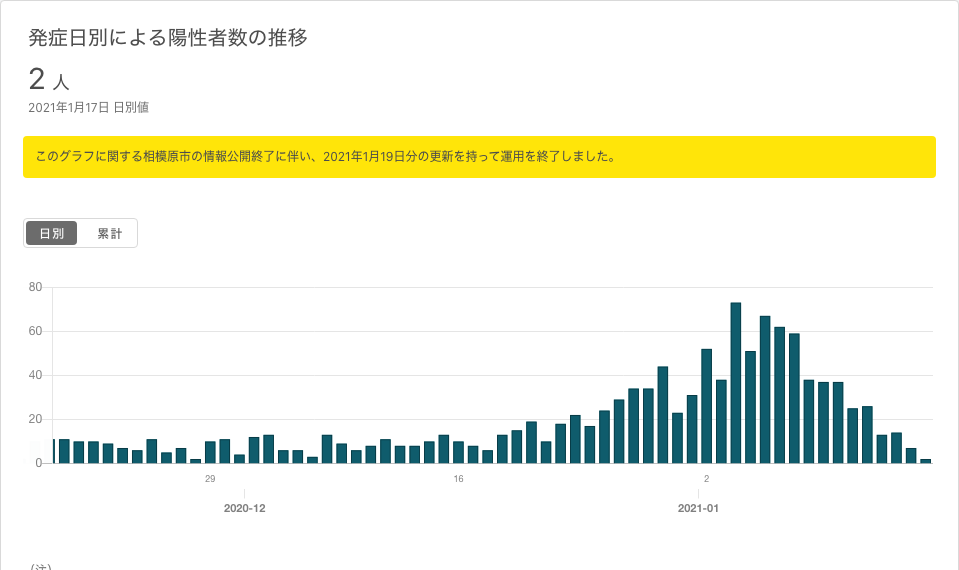 発症日別による陽性者数の推移
2 人
2021年1月17日 日別値
このグラフに関する相模原市の情報公開終了に伴い、2021年1月19日分の更新を持って運用を終了しました。
日別 累計
80
60
40
20
0
29 16 2
2020-12 2021-01
(注)